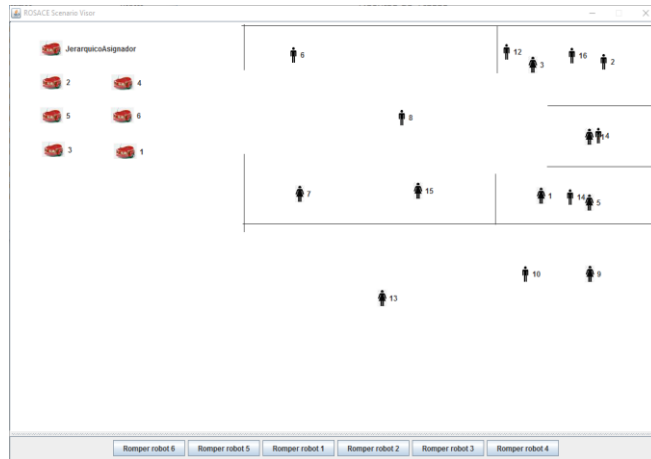 ROSACE Scenario Visor
JerarquicoAsignador
2 4
5 6
3 1
6
12 3 16 2
8
14
7 15 1 14 5
10 9
13
Romper robot 6 Romper robot 5 Romper robot 1 Romper robot 2 Romper robot 3 Romper robot 4